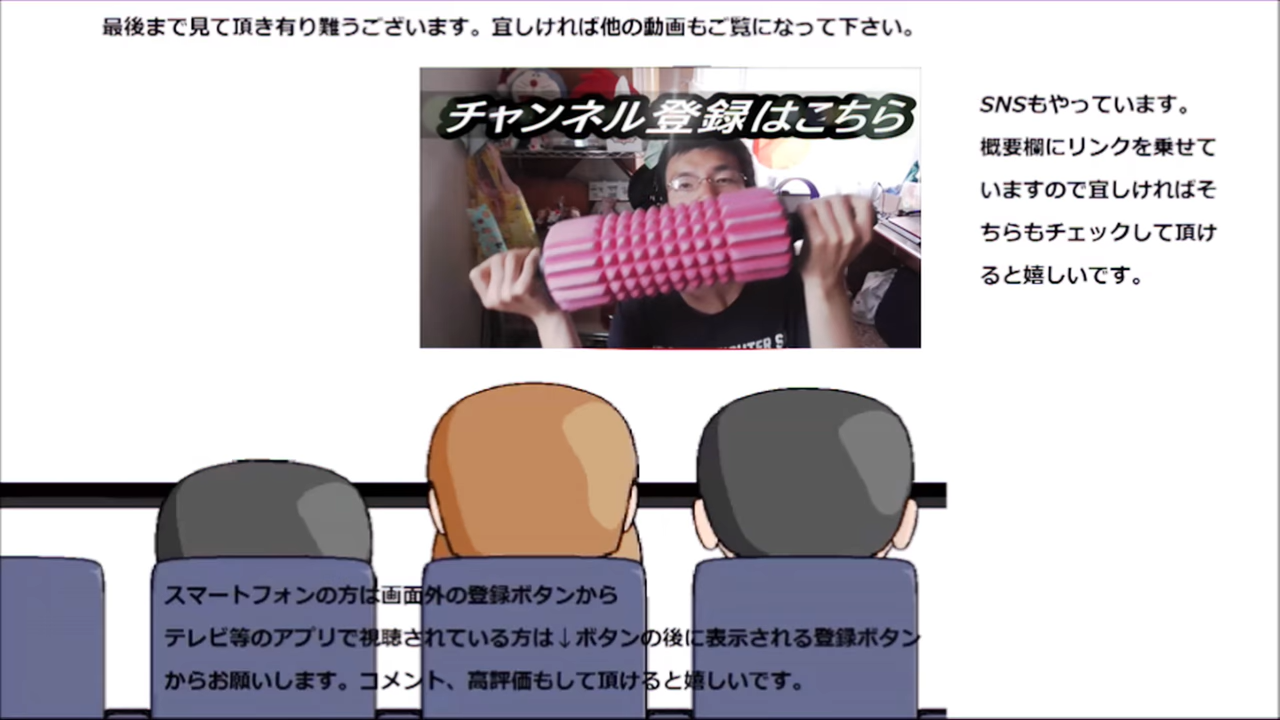 最後まで見て頂き有り難うございます。宜しければ他の動画もご覧になって下さい。
チャンネル登録はこちら
SNSもやっています。
概要欄にリンクを乗せて
いますので宜しければそ
ちらもチェックして頂け
ると嬉しいです。
スマートフォンの方は画面外の登録ボタンから
テレビ等のアプリで視聴されている方は↓ボタンの後に表示される登録ボタン
からお願いします。コメント、高評価もして頂けると嬉しいです。